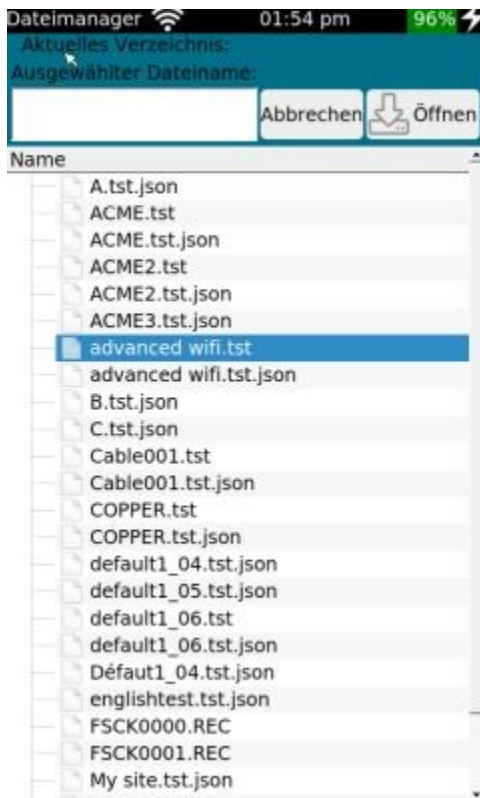 Dateimanager 01:54 pm 96%
Aktuelles Verzeichnis:
Ausgewählter Dateiname:
Abbrechen Öffnen
Name
A.tst.json
ACME.tst
ACME.tst.json
ACME2.tst
ACME2.tst.json
ACME3.tst.json
advanced wifi.tst
advanced wifi.tst.json
B.tst.json
C.tst.json
Cable001.tst
Cable001.tst.json
COPPER.tst
COPPER.tst.json
default1_04.tst.json
default1_05.tst.json
default1_06.tst
default1_06.tst.json
Défaut1_04.tst.json
englishtest.tst.json
FSCK0000.REC
FSCK0001.REC
My site.tst.json